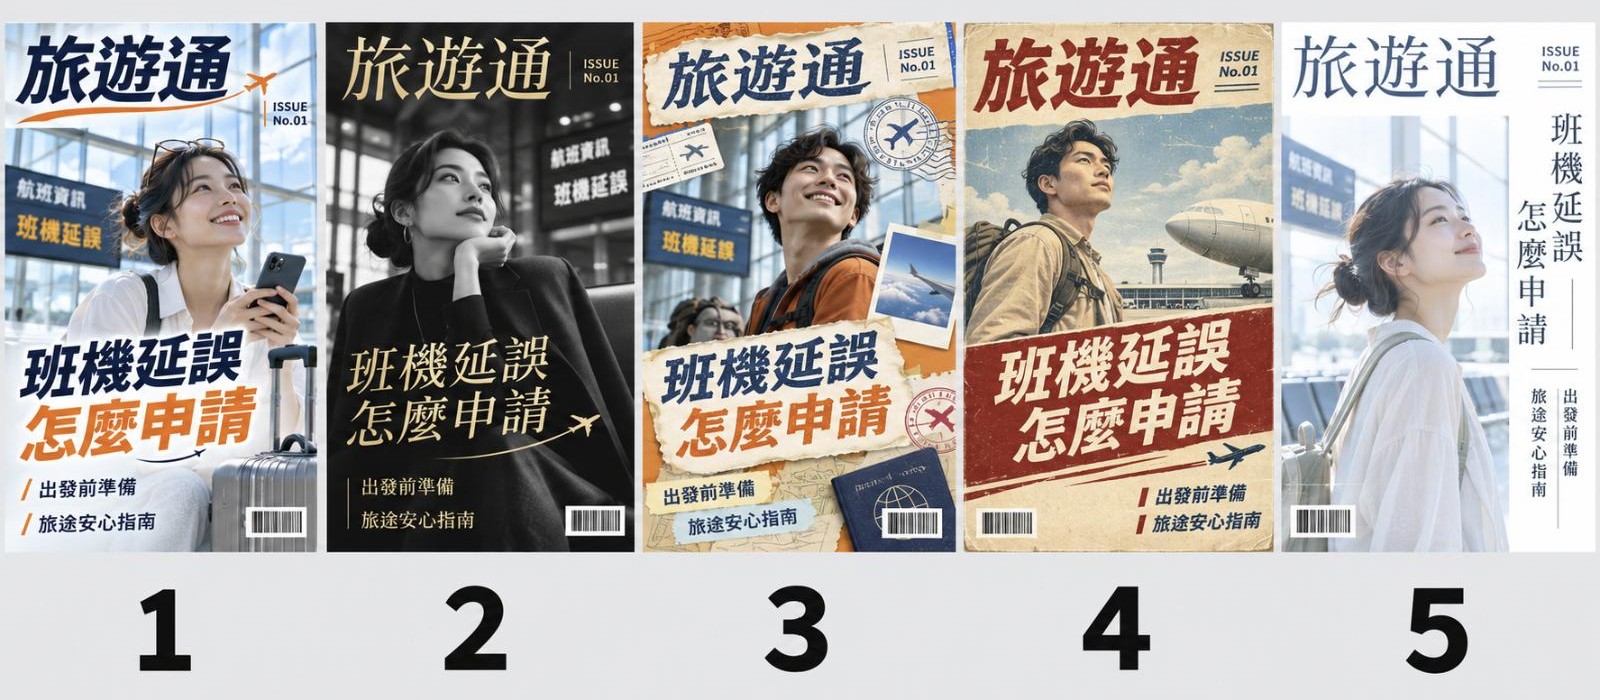 旅遊通
ISSUE
No.01
航班資訊
班機延誤
班機延誤
怎麼申請
出發前準備
旅途安心指南
1
旅遊通
ISSUE
No.01
航班資訊
班機延誤
班機延誤
怎麼申請
出發前準備
旅途安心指南
2
旅遊通
ISSUE
No.01
航班資訊
班機延誤
班機延誤
怎麼申請
出發前準備
旅途安心指南
3
旅遊通
ISSUE
No.01
班機延誤
怎麼申請
出發前準備
旅途安心指南
4
旅遊通
ISSUE
No.01
航班資訊
班機延誤
班機延誤
怎麼申請
出發前準備
旅途安心指南
5